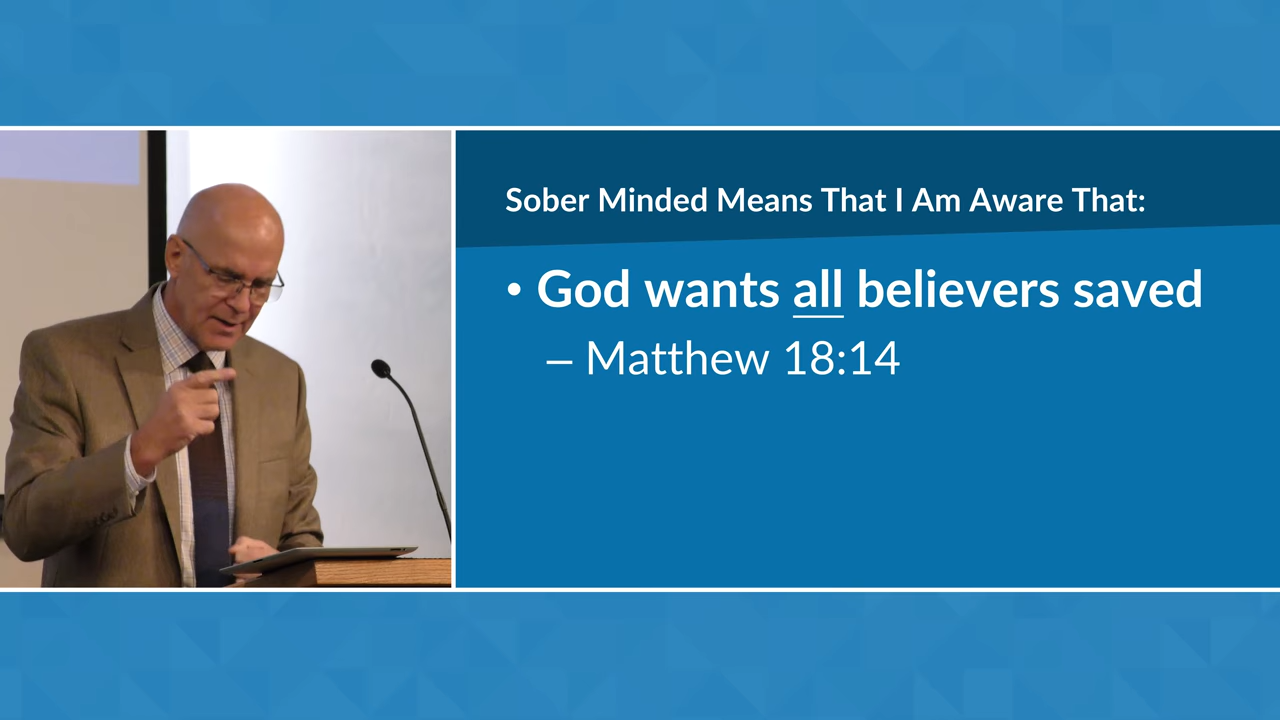 Sober Minded Means That I Am Aware That:
• God wants all believers saved
– Matthew 18:14